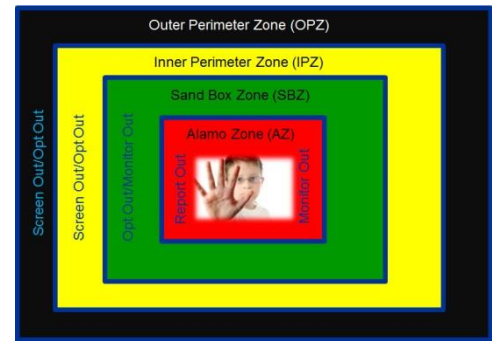 Outer Perimeter Zone (OPZ)
Inner Perimeter Zone (IPZ)
Sand Box Zone (SBZ)
Alamo Zone (AZ)
Screen Out/Opt Out
Screen Out/Opt Out
Opt Out/Monitor Out
Report Out
Monitor Out